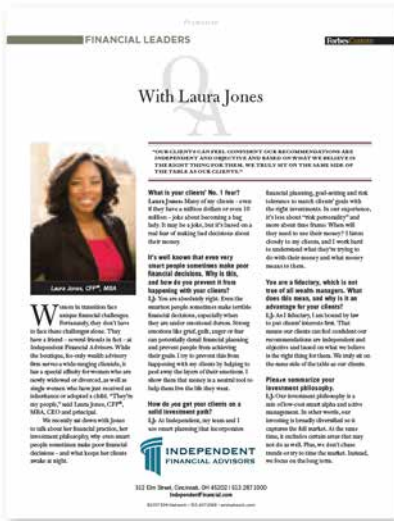 Promotion
FINANCIAL LEADERS
ForbesCustom
Q
A
With Laura Jones
"OUR CLIENTS CAN FEEL CONFIDENT OUR RECOMMENDATIONS ARE
INDEPENDENT AND OBJECTIVE AND BASED ON WHAT WE BELIEVE IS
THE RIGHT THING FOR THEM. WE TRULY SIT ON THE SAME SIDE OF
THE TABLE AS OUR CLIENTS."
Laura Jones, CFP®, MBA
Women in transition face
unique financial challenges.
Fortunately, they don't have
to face them challenges alone. They
have a friend – several friends in fact – at
Independent Financial Advisors. While
the boutique, fee-only wealth advisory
firm serves a wide-ranging clientele, it
has a special affinity for women who are
newly widowed or divorced, as well as
single women who have just received an
inheritance or adopted a child. "They're
my people," said Laura Jones, CFP®,
MBA, CEO and principal.
We recently sat down with Jones
to talk about her financial practice, her
investment philosophy, why even smart
people sometimes make poor financial
decisions – and what keeps her clients
awake at night.
What is your clients' No. 1 fear?
Laura Jones: Many of my clients – even
if they have a million dollars or even 10
million – joke about becoming a bag
lady. It may be a joke, but it's based on a
real fear of making bad decisions about
their money.
It's well known that even very
smart people sometimes make poor
financial decisions. Why is this,
and how do you prevent it from
happening with your clients?
LJ: You are absolutely right. Even the
smartest people sometimes make terrible
financial decisions, especially when
they are under emotional duress. Strong
emotions like grief, guilt, anger or fear
can potentially derail financial planning
and prevent people from achieving
their goals. I try to prevent this from
happening with my clients by helping to
peel away the layers of their emotions. I
show them that money is a neutral tool to
help them live the life they want.
How do you get your clients on a
solid investment path?
LJ: At Independent, my team and I
use smart planning that incorporates
financial planning, goal-setting and risk
tolerance to match clients' goals with
the right investments. In our experience,
it's less about "risk personality" and
more about time frame: When will
they need to use their money? I listen
closely to my clients, and I work hard
to understand what they're trying to
do with their money and what money
means to them.
You are a fiduciary, which is not
true of all wealth managers. What
does this mean, and why is it an
advantage for your clients?
LJ: As I fiduciary, I am bound by law
to put clients' interests first. That
means our clients can feel confident our
recommendations are independent and
objective and based on what we believe
is the right thing for them. We truly sit on
the same side of the table as our clients.
Please summarize your
investment philosophy.
LJ: Our investment philosophy is a
mix of low-cost smart alpha and active
management. In other words, our
investing is broadly diversified so it
captures the full market. At the same
time, it includes certain areas that may
not do as well. Plus, we don't chase
trends or try to time the market. Instead,
we focus on the long term.
INDEPENDENT
FINANCIAL ADVISORS
512 Elm Street, Cincinnati, OH 45202 | 513 287 1000
IndependentFinancial.com